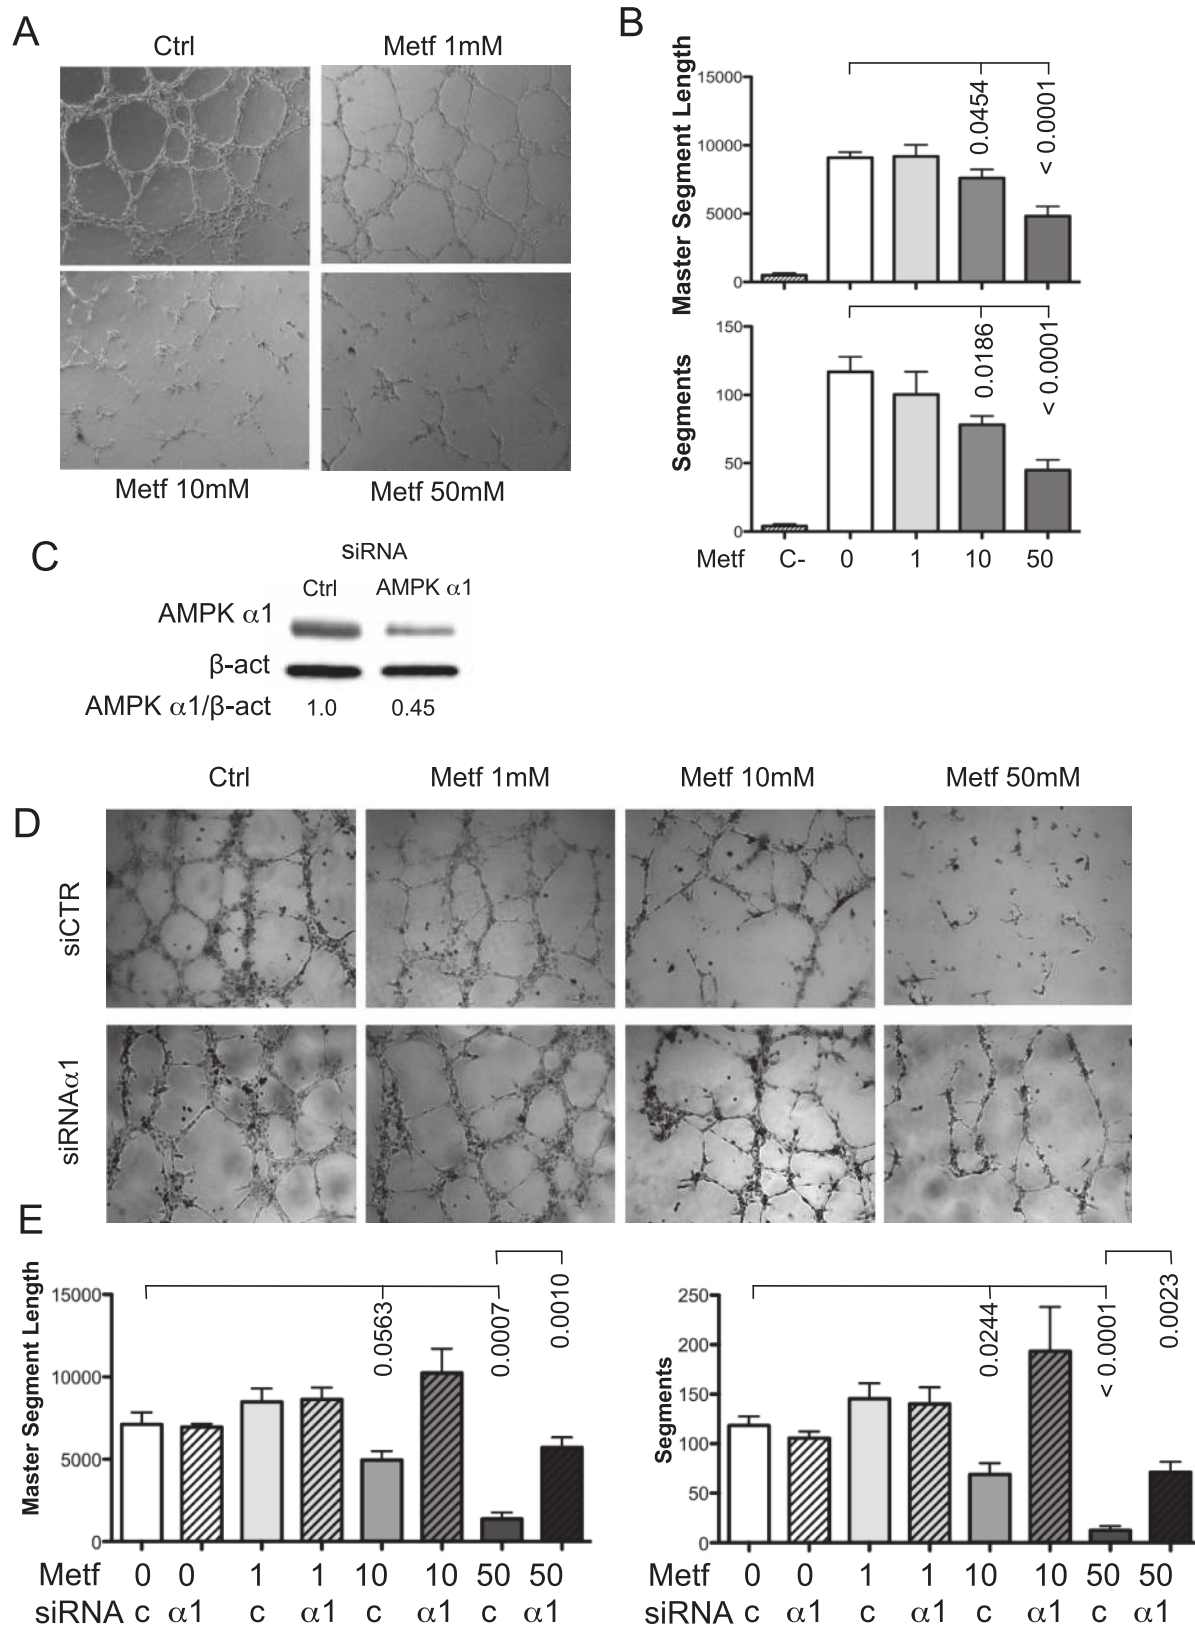 A
Ctrl
Metf 1mM
Metf 10mM
Metf 50mM
B
Master Segment Length
15000
10000
5000
0
0.0454
< 0.0001
Segments
150
100
50
0
0.0186
< 0.0001
Metf C- 0 1 10 50
C
siRNA
Ctrl AMPK α1
AMPK α1
β-act
AMPK α1/β-act 1.0 0.45
D
Ctrl Metf 1mM Metf 10mM Metf 50mM
siCTR
siRNAα1
E
Master Segment Length
15000
10000
5000
0
0.0563
0.0007
0.0010
Metf 0 0 1 1 10 10 50 50
siRNA c α1 c α1 c α1 c α1
Segments
250
200
150
100
50
0
0.0244
< 0.0001
0.0023
Metf 0 0 1 1 10 10 50 50
siRNA c α1 c α1 c α1 c α1